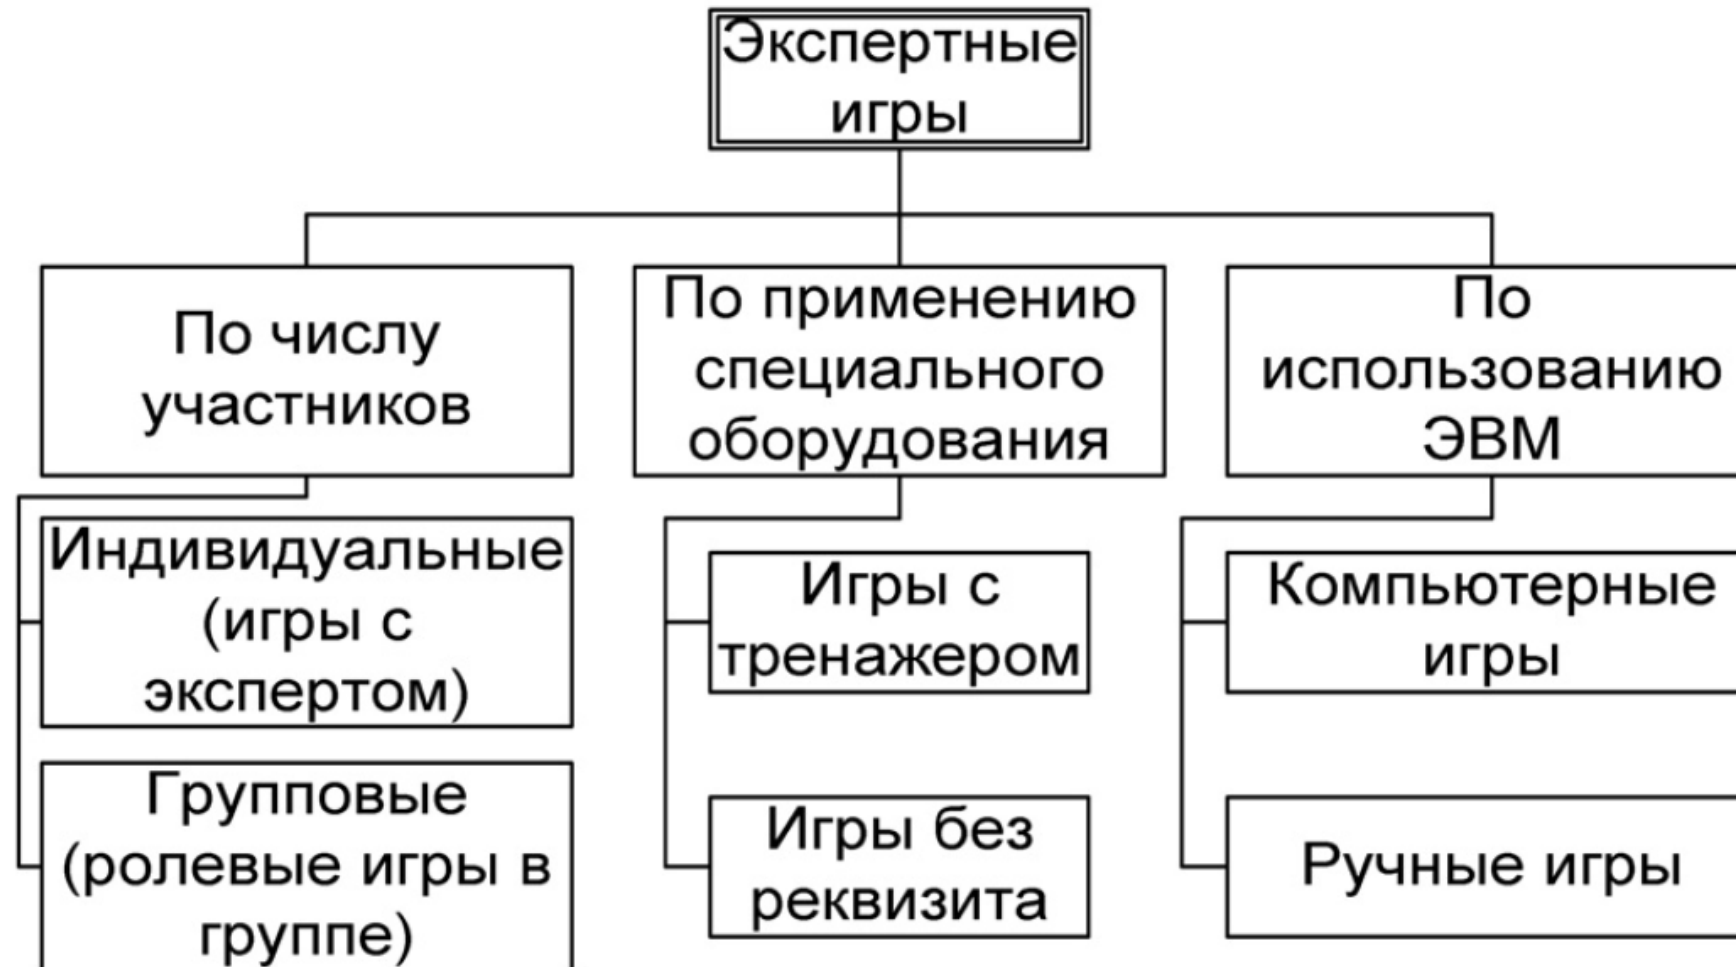 Экспертные
игры
По числу
участников
По применению
специального
оборудования
По
использованию
ЭВМ
Индивидуальные
(игры с
экспертом)
Групповые
(ролевые игры в
группе)
Игры с
тренажером
Игры без
реквизита
Компьютерные
игры
Ручные игры